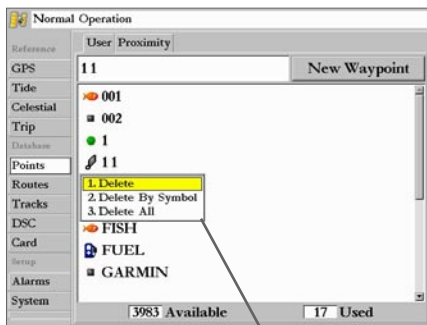 Normal Operation
Reference
GPS
Tide
Celestial
Trip
Database
Points
Routes
Tracks
DSC
Card
Setup
Alarms
System
User Proximity
11 New Waypoint
001
002
1
11
1. Delete
2. Delete By Symbol
3. Delete All
FISH
FUEL
GARMIN
3983 Available 17 Used